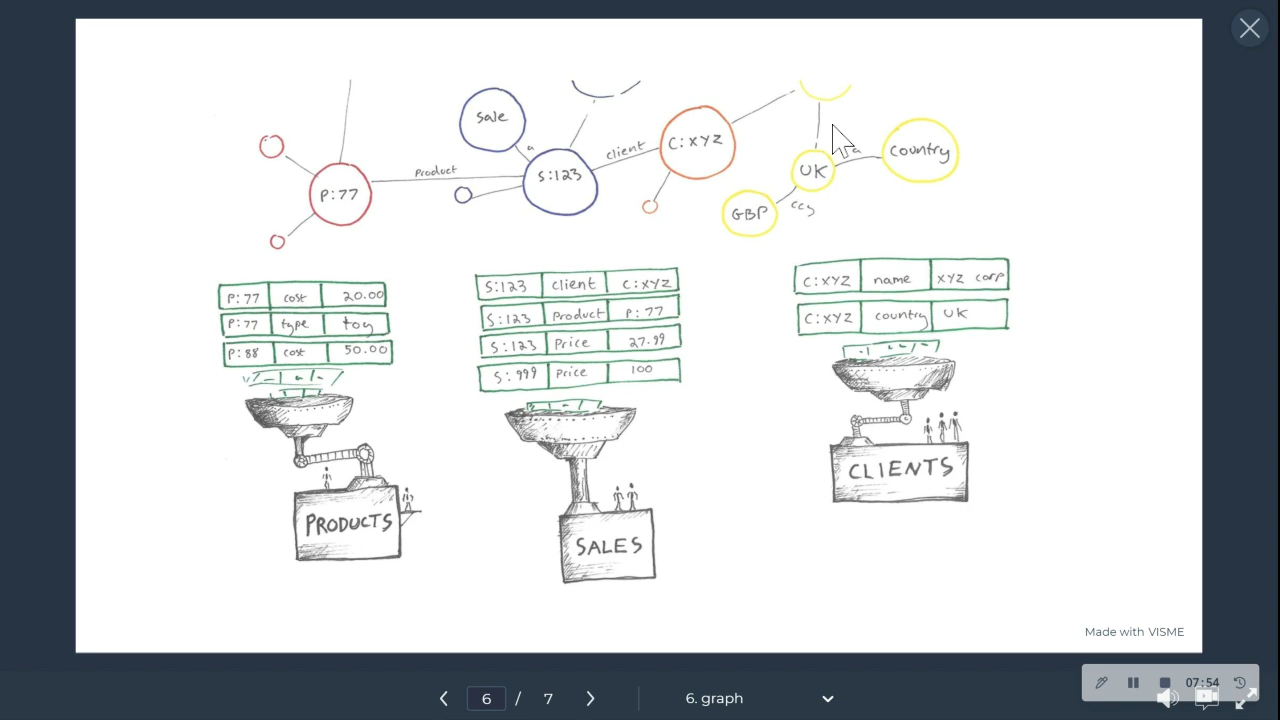 sale
a
P:77
Product
S:123
client
C:XYZ
UK
a
country
GBP
ccy
P:77 cost 20.00
P:77 type toy
P:88 cost 50.00
S:123 client C:XYZ
S:123 Product P:77
S:123 Price 27.99
S:999 Price 100
C:XYZ name XYZ corp
C:XYZ country UK
PRODUCTS
SALES
CLIENTS
Made with VISME
6 / 7
6. graph
07:54